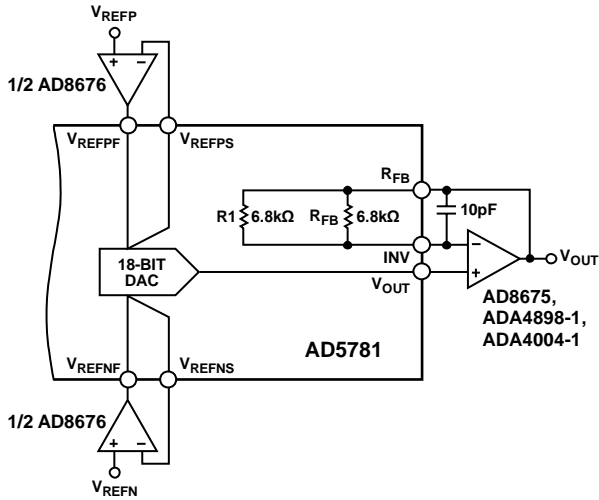 VREFP
1/2 AD8676
+ −
VREFPF
VREFPS
RFB
R1 6.8kΩ
RFB 6.8kΩ
10pF
INV
−
+
VOUT
18-BIT
DAC
VOUT
AD8675,
ADA4898-1,
ADA4004-1
AD5781
VREFNF
VREFNS
1/2 AD8676
+ −
VREFN